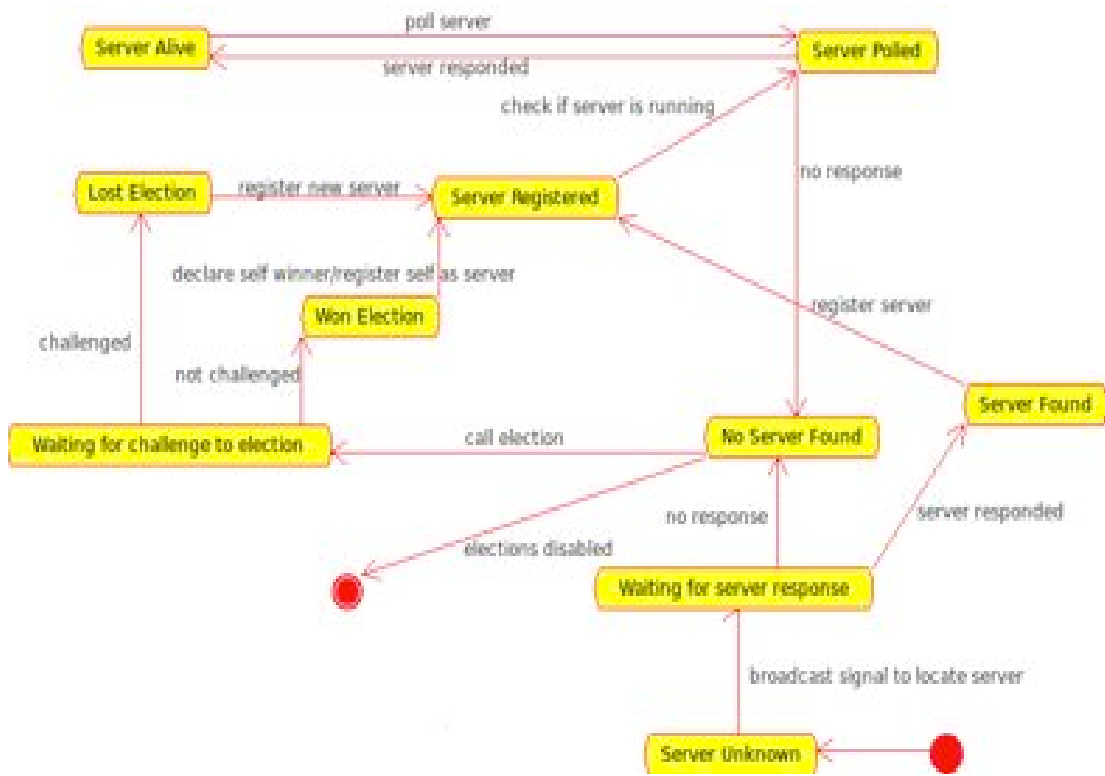 poll server
Server Alive
Server Polled
server responded
check if server is running
no response
Lost Election
register new server
Server Registered
declare self winner/register self as server
register server
Won Election
challenged
not challenged
Server Found
Waiting for challenge to election
call election
No Server Found
no response
server responded
elections disabled
Waiting for server response
broadcast signal to locate server
Server Unknown